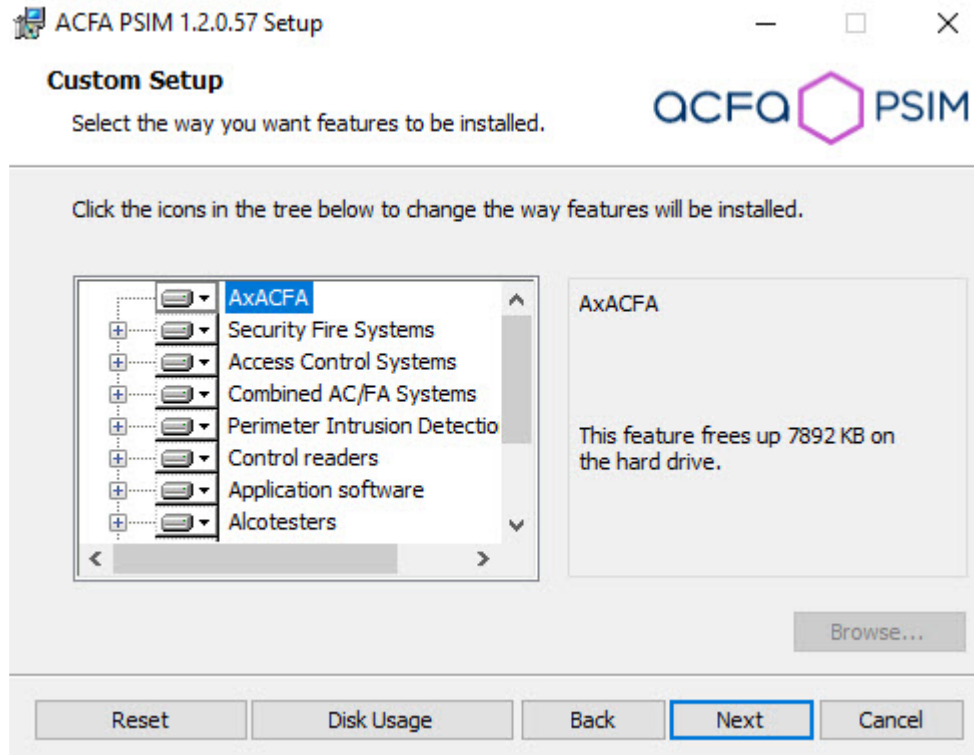 ACFA PSIM 1.2.0.57 Setup
Custom Setup
Select the way you want features to be installed.
acfa PSIM
Click the icons in the tree below to change the way features will be installed.
AxACFA
Security Fire Systems
Access Control Systems
Combined AC/FA Systems
Perimeter Intrusion Detectio
Control readers
Application software
Alcotesters
AxACFA
This feature frees up 7892 KB on
the hard drive.
Browse...
Reset
Disk Usage
Back
Next
Cancel